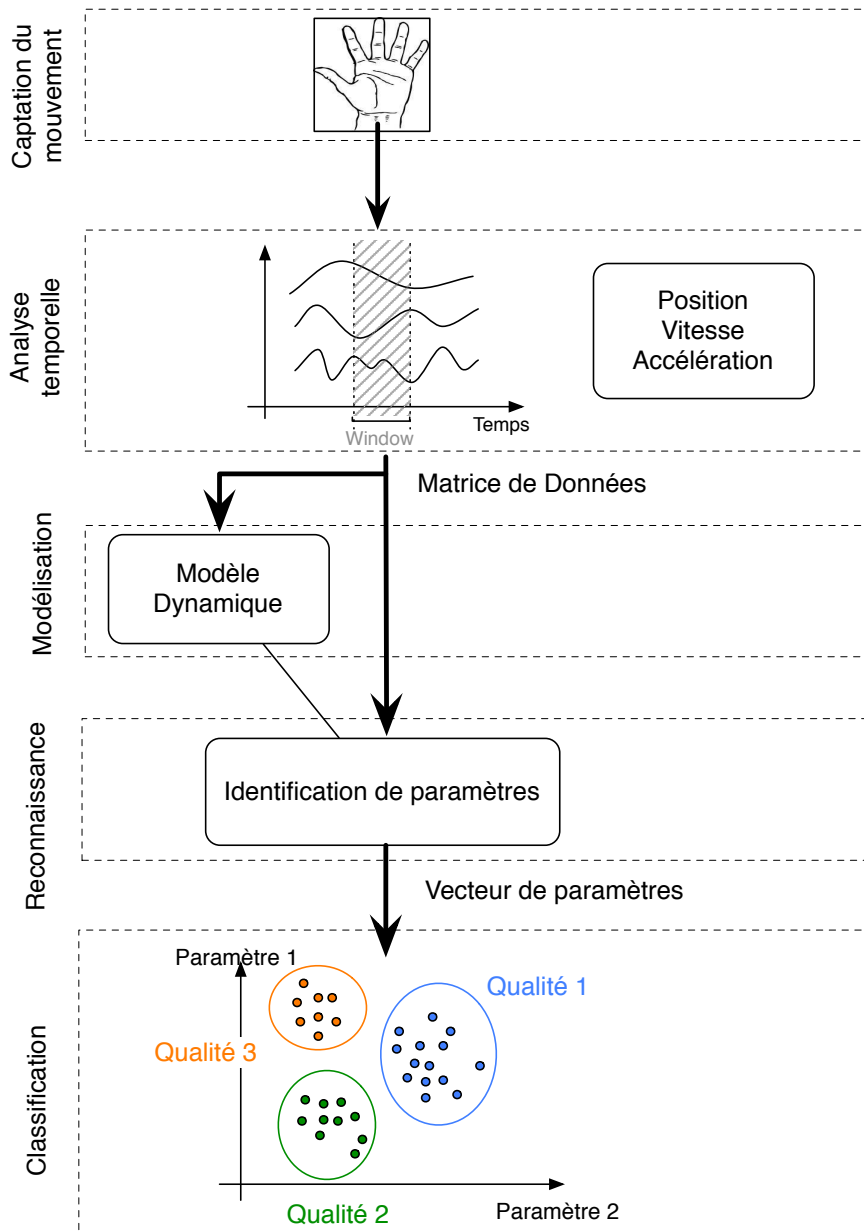 Captation du
mouvement
Analyse
temporelle
Position
Vitesse
Accélération
Temps
Window
Matrice de Données
Modélisation
Modèle
Dynamique
Reconnaissance
Identification de paramètres
Vecteur de paramètres
Classification
Paramètre 1
Qualité 1
Qualité 3
Qualité 2
Paramètre 2